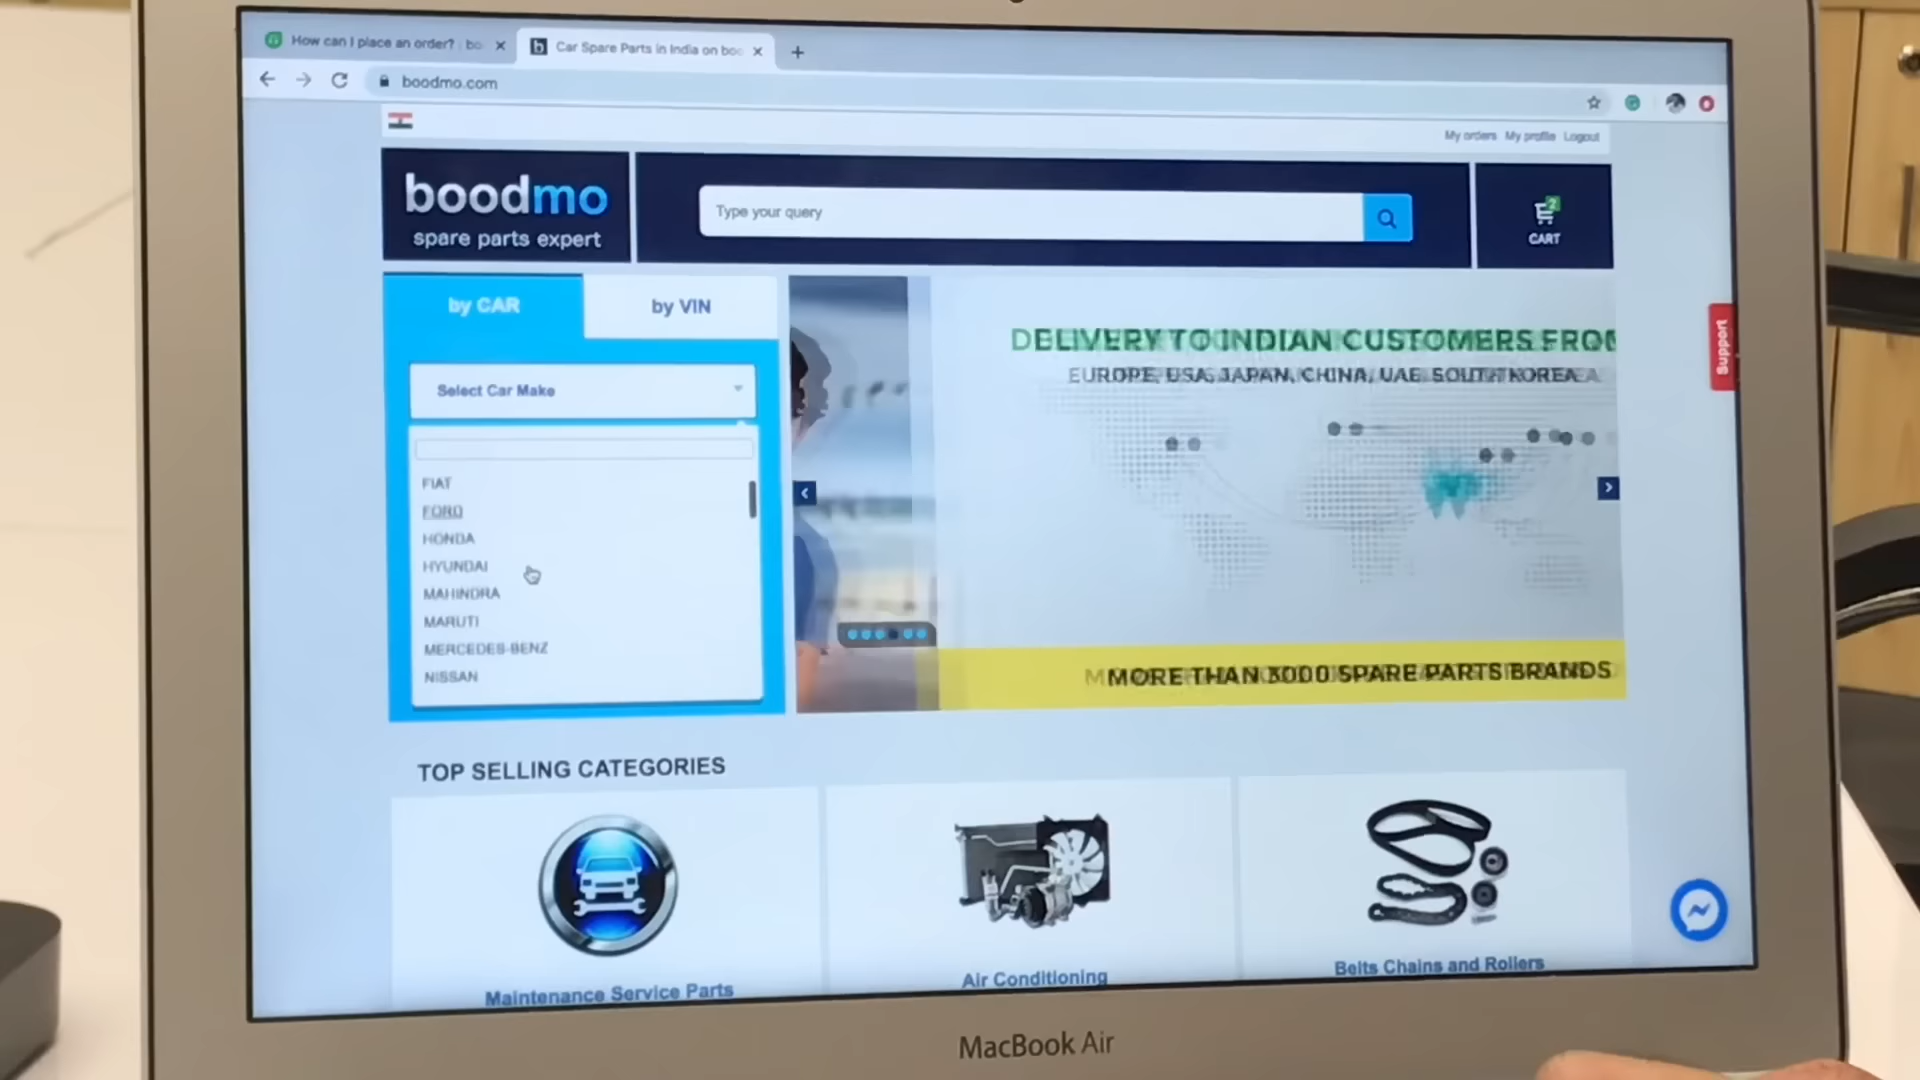 How can I place an order? bo
Car Spare Parts in India on boo
boodmo.com
My orders My profile Logout
boodmo
spare parts expert
Type your query
2
CART
by CAR
by VIN
Select Car Make
FIAT
FORD
HONDA
HYUNDAI
MAHINDRA
MARUTI
MERCEDES-BENZ
NISSAN
DELIVERY TO INDIAN CUSTOMERS FROM
EUROPE, USA, JAPAN, CHINA, UAE, SOUTH KOREA
MORE THAN 3000 SPARE PARTS BRANDS
Support
TOP SELLING CATEGORIES
Maintenance Service Parts
Air Conditioning
Belts Chains and Rollers
MacBook Air